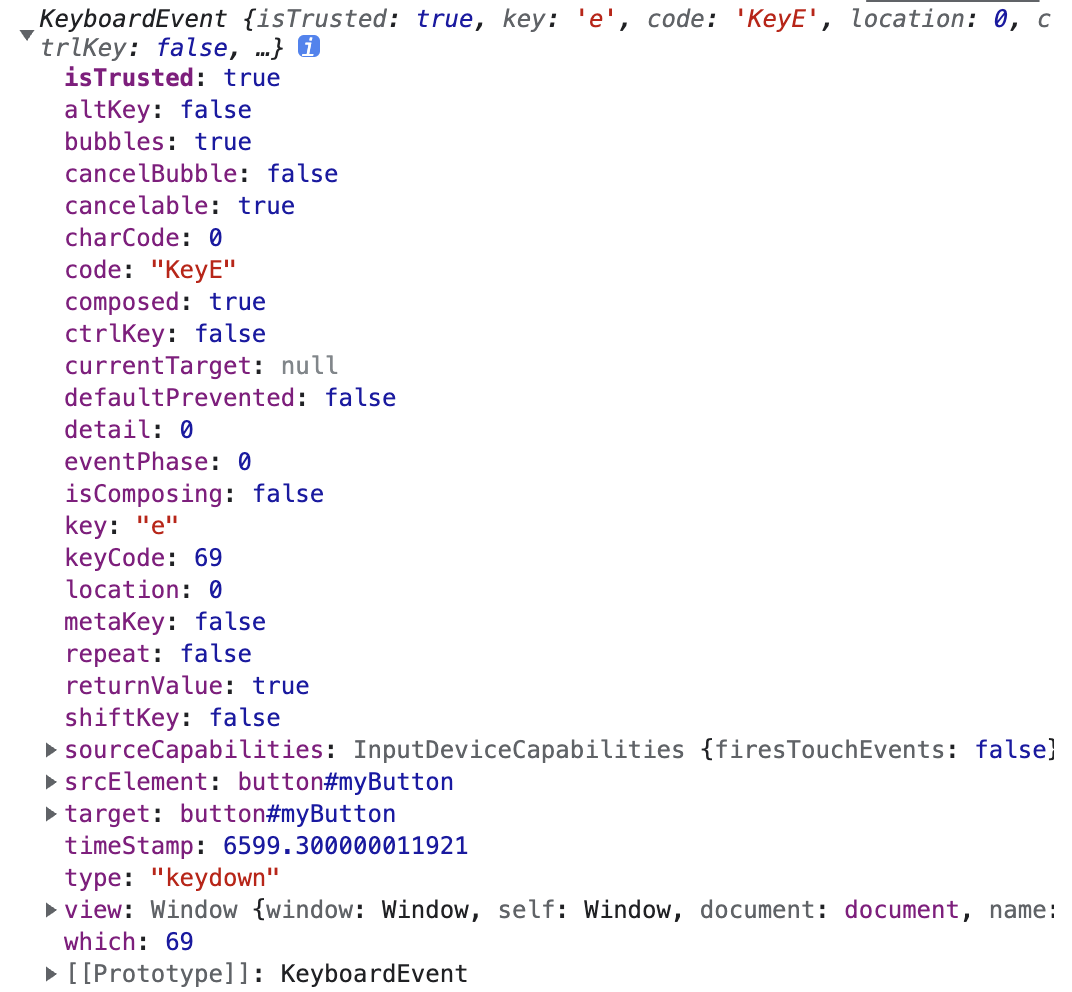 KeyboardEvent {isTrusted: true, key: 'e', code: 'KeyE', location: 0, c
trlKey: false, …} i
isTrusted: true
altKey: false
bubbles: true
cancelBubble: false
cancelable: true
charCode: 0
code: "KeyE"
composed: true
ctrlKey: false
currentTarget: null
defaultPrevented: false
detail: 0
eventPhase: 0
isComposing: false
key: "e"
keyCode: 69
location: 0
metaKey: false
repeat: false
returnValue: true
shiftKey: false
sourceCapabilities: InputDeviceCapabilities {firesTouchEvents: false}
srcElement: button#myButton
target: button#myButton
timeStamp: 6599.300000011921
type: "keydown"
view: Window {window: Window, self: Window, document: document, name:
which: 69
[[Prototype]]: KeyboardEvent